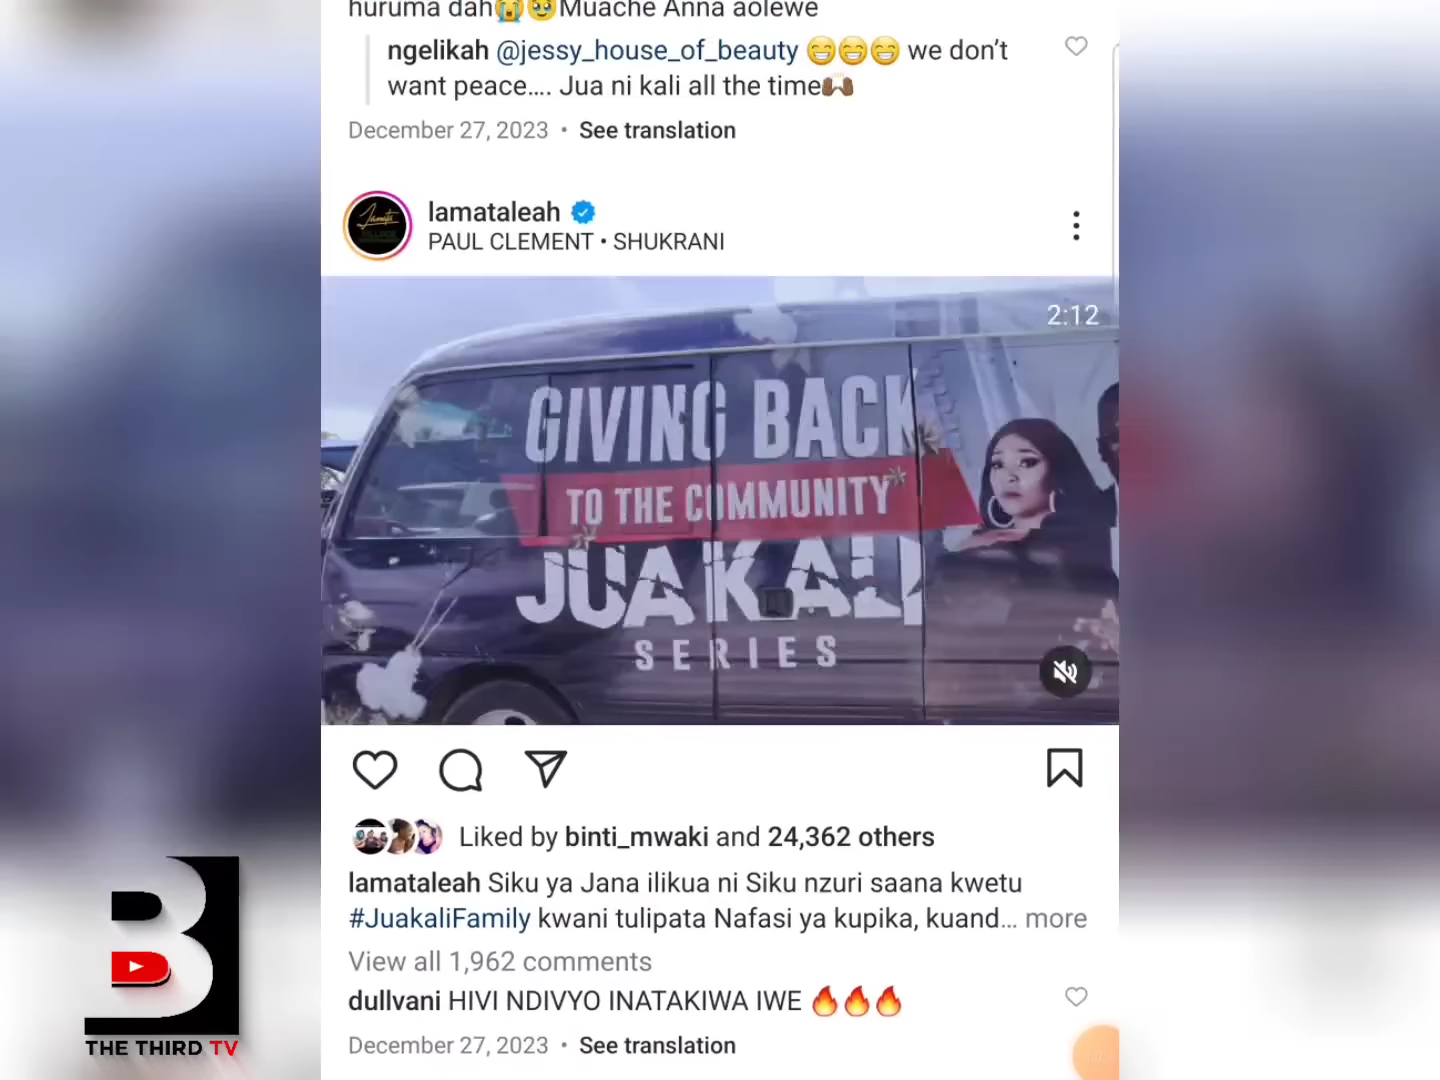 huruma dah😭🥹Muache Anna aolewe
ngelikah @jessy_house_of_beauty 😁😁😁 we don't
want peace.... Jua ni kali all the time🙌🏾
December 27, 2023 • See translation
lamataleah
PAUL CLEMENT • SHUKRANI
2:12
GIVING BACK
TO THE COMMUNITY
JUA KALI
SERIES
Liked by binti_mwaki and 24,362 others
lamataleah Siku ya Jana ilikua ni Siku nzuri saana kwetu
#JuakaliFamily kwani tulipata Nafasi ya kupika, kuand... more
View all 1,962 comments
dullvani HIVI NDIVYO INATAKIWA IWE 🔥🔥🔥
December 27, 2023 • See translation
B
THE THIRD TV